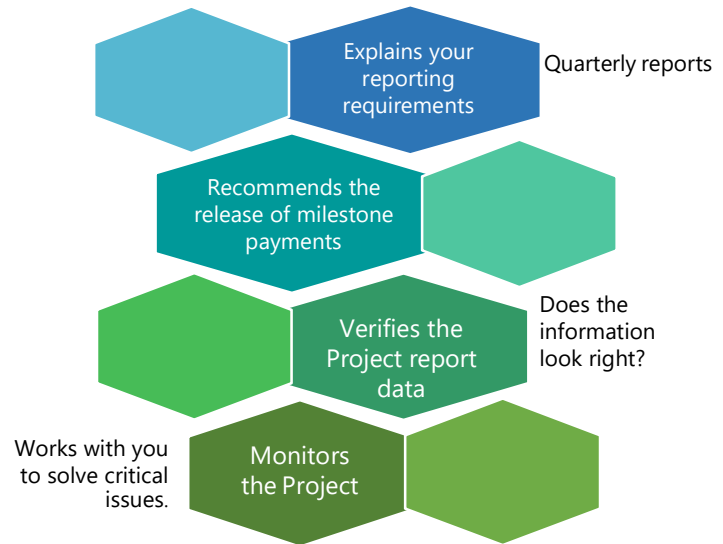 Explains your
reporting
requirements
Quarterly reports
Recommends the
release of milestone
payments
Verifies the
Project report
data
Does the
information
look right?
Works with you
to solve critical
issues.
Monitors
the Project